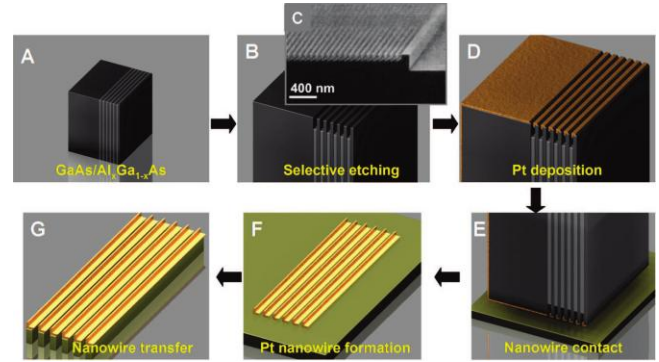 A
GaAs/AlxGa1-xAs
B
Selective etching
C
400 nm
D
Pt deposition
E
Nanowire contact
F
Pt nanowire formation
G
Nanowire transfer